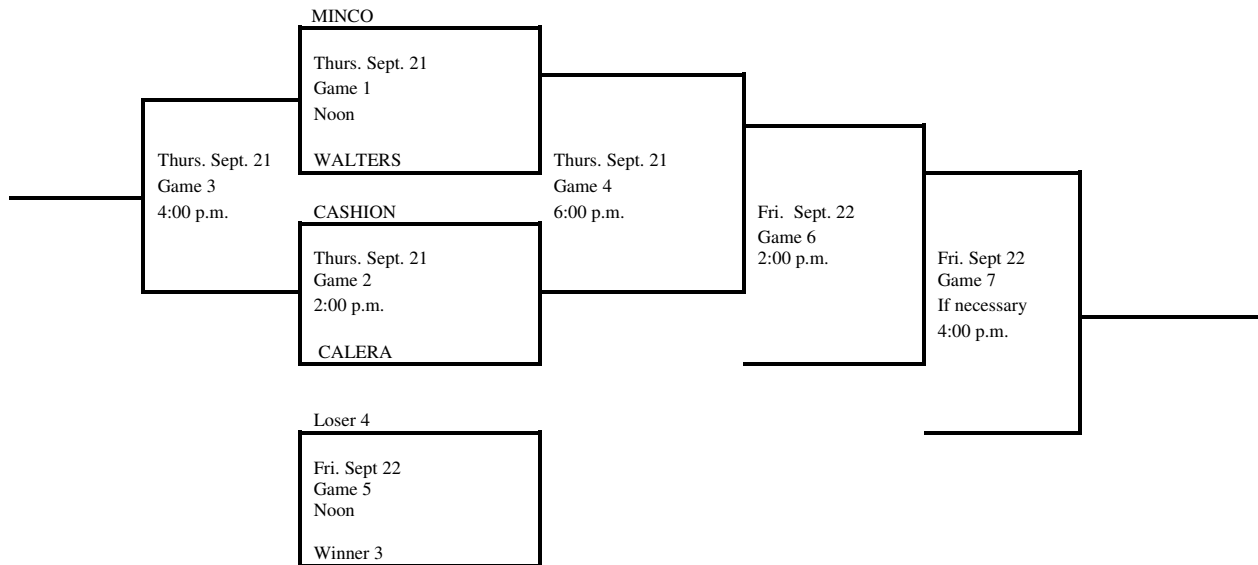 MINCO
Thurs. Sept. 21
Game 1
Noon
WALTERS
Thurs. Sept. 21
Game 3
4:00 p.m.
CASHION
Thurs. Sept. 21
Game 2
2:00 p.m.
CALERA
Thurs. Sept. 21
Game 4
6:00 p.m.
Fri. Sept. 22
Game 6
2:00 p.m.
Fri. Sept 22
Game 7
If necessary
4:00 p.m.
Loser 4
Fri. Sept 22
Game 5
Noon
Winner 3